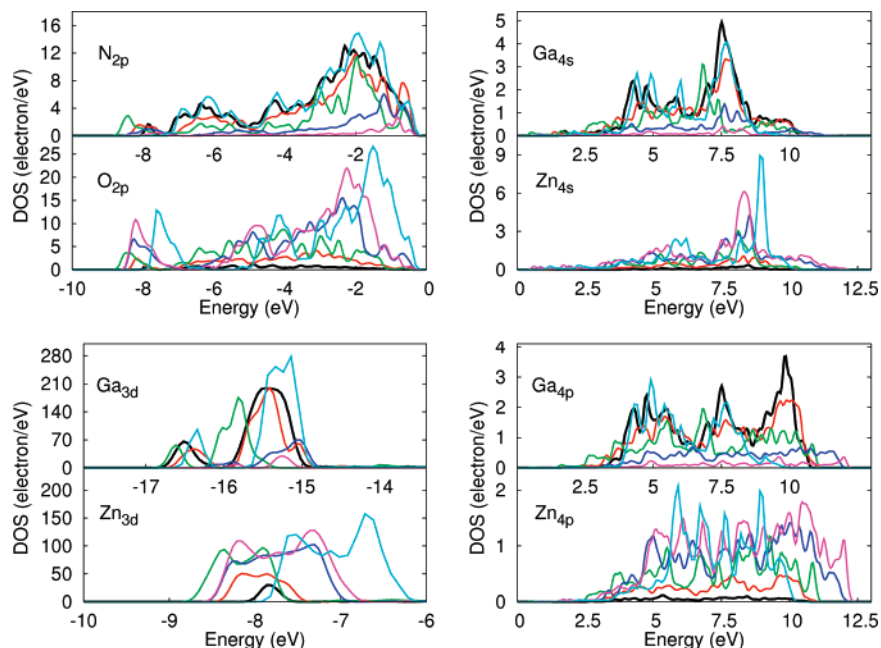 DOS (electron/eV)
16
12
8
4
0
N2p
-8 -6 -4 -2
25
20
15
10
5
0
O2p
-10 -8 -6 -4 -2 0
Energy (eV)
DOS (electron/eV)
5
4
3
2
1
0
Ga4s
2.5 5 7.5 10
9
6
3
0
Zn4s
0 2.5 5 7.5 10 12.5
Energy (eV)
DOS (electron/eV)
280
210
140
70
0
Ga3d
-17 -16 -15 -14
200
150
100
50
0
Zn3d
-10 -9 -8 -7 -6
Energy (eV)
DOS (electron/eV)
4
3
2
1
0
Ga4p
2.5 5 7.5 10
2
1
0
Zn4p
0 2.5 5 7.5 10 12.5
Energy (eV)